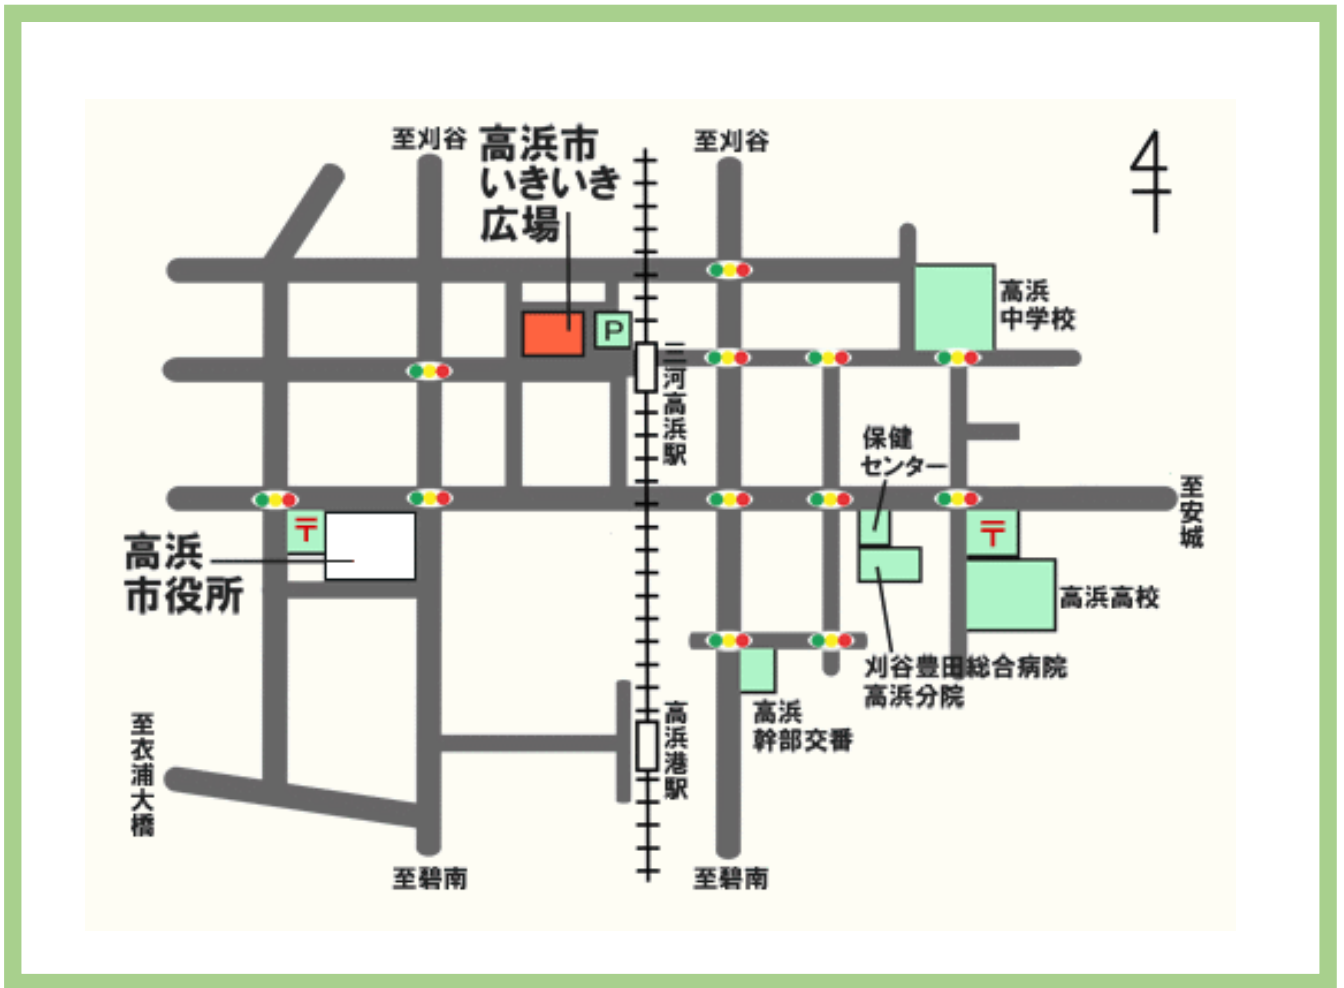 至刈谷
高浜市
いきいき
広場
至刈谷
高浜
中学校
P
三河高浜駅
保健
センター
至安城
〒
〒
高浜
市役所
高浜高校
刈谷豊田総合病院
高浜分院
高浜
幹部交番
高浜港駅
至衣浦大橋
至碧南
至碧南